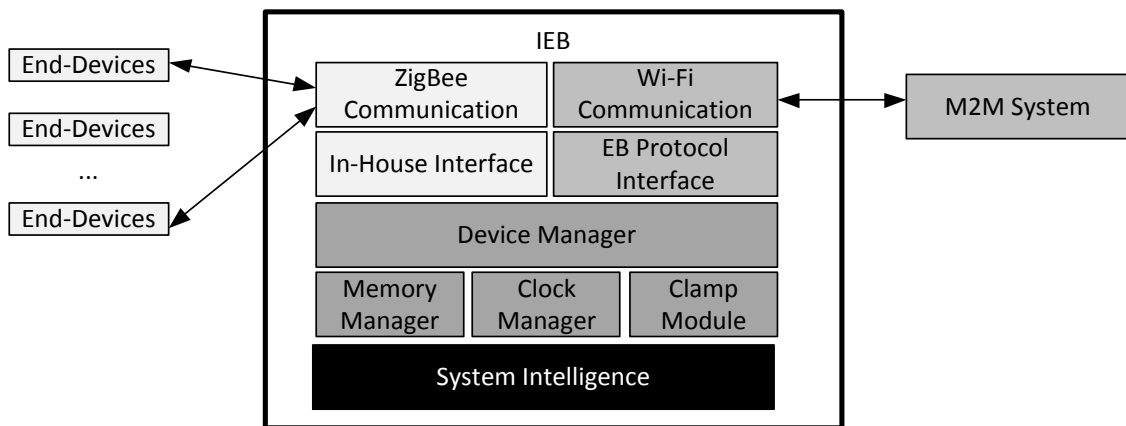 IEB
End-Devices
End-Devices
...
End-Devices
ZigBee
Communication
Wi-Fi
Communication
M2M System
In-House Interface
EB Protocol
Interface
Device Manager
Memory
Manager
Clock
Manager
Clamp
Module
System Intelligence